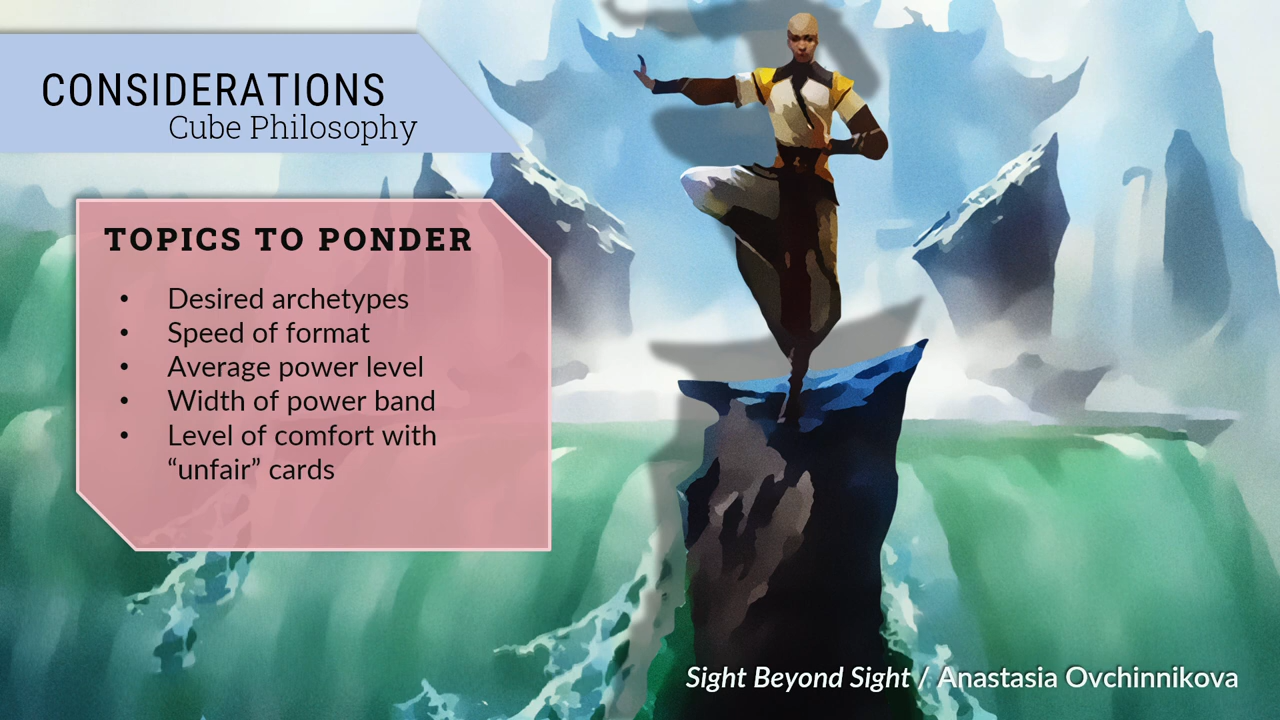 CONSIDERATIONS
Cube Philosophy
TOPICS TO PONDER
• Desired archetypes
• Speed of format
• Average power level
• Width of power band
• Level of comfort with
“unfair” cards
Sight Beyond Sight / Anastasia Ovchinnikova